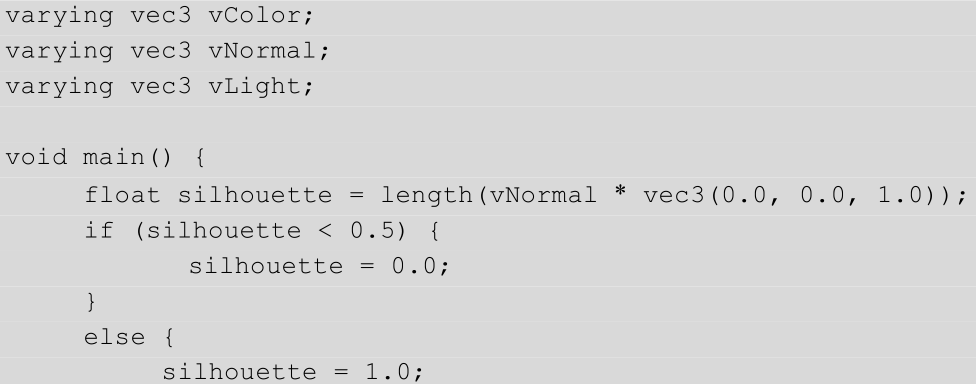 varying vec3 vColor;
varying vec3 vNormal;
varying vec3 vLight;

void main() {
     float silhouette = length(vNormal * vec3(0.0, 0.0, 1.0));
     if (silhouette < 0.5) {
            silhouette = 0.0;
     }
     else {
          silhouette = 1.0;